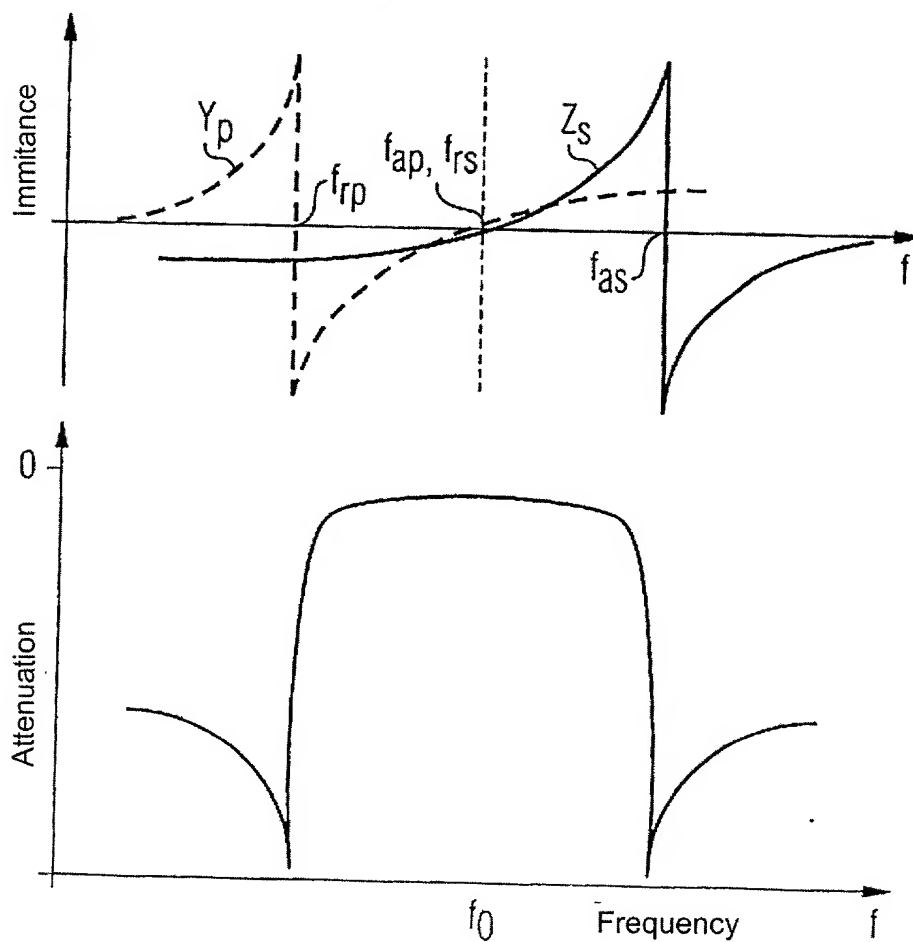 Immitance
Yp
frp
fap, frs
Zs
fas
f
0
Attenuation
f0
Frequency
f